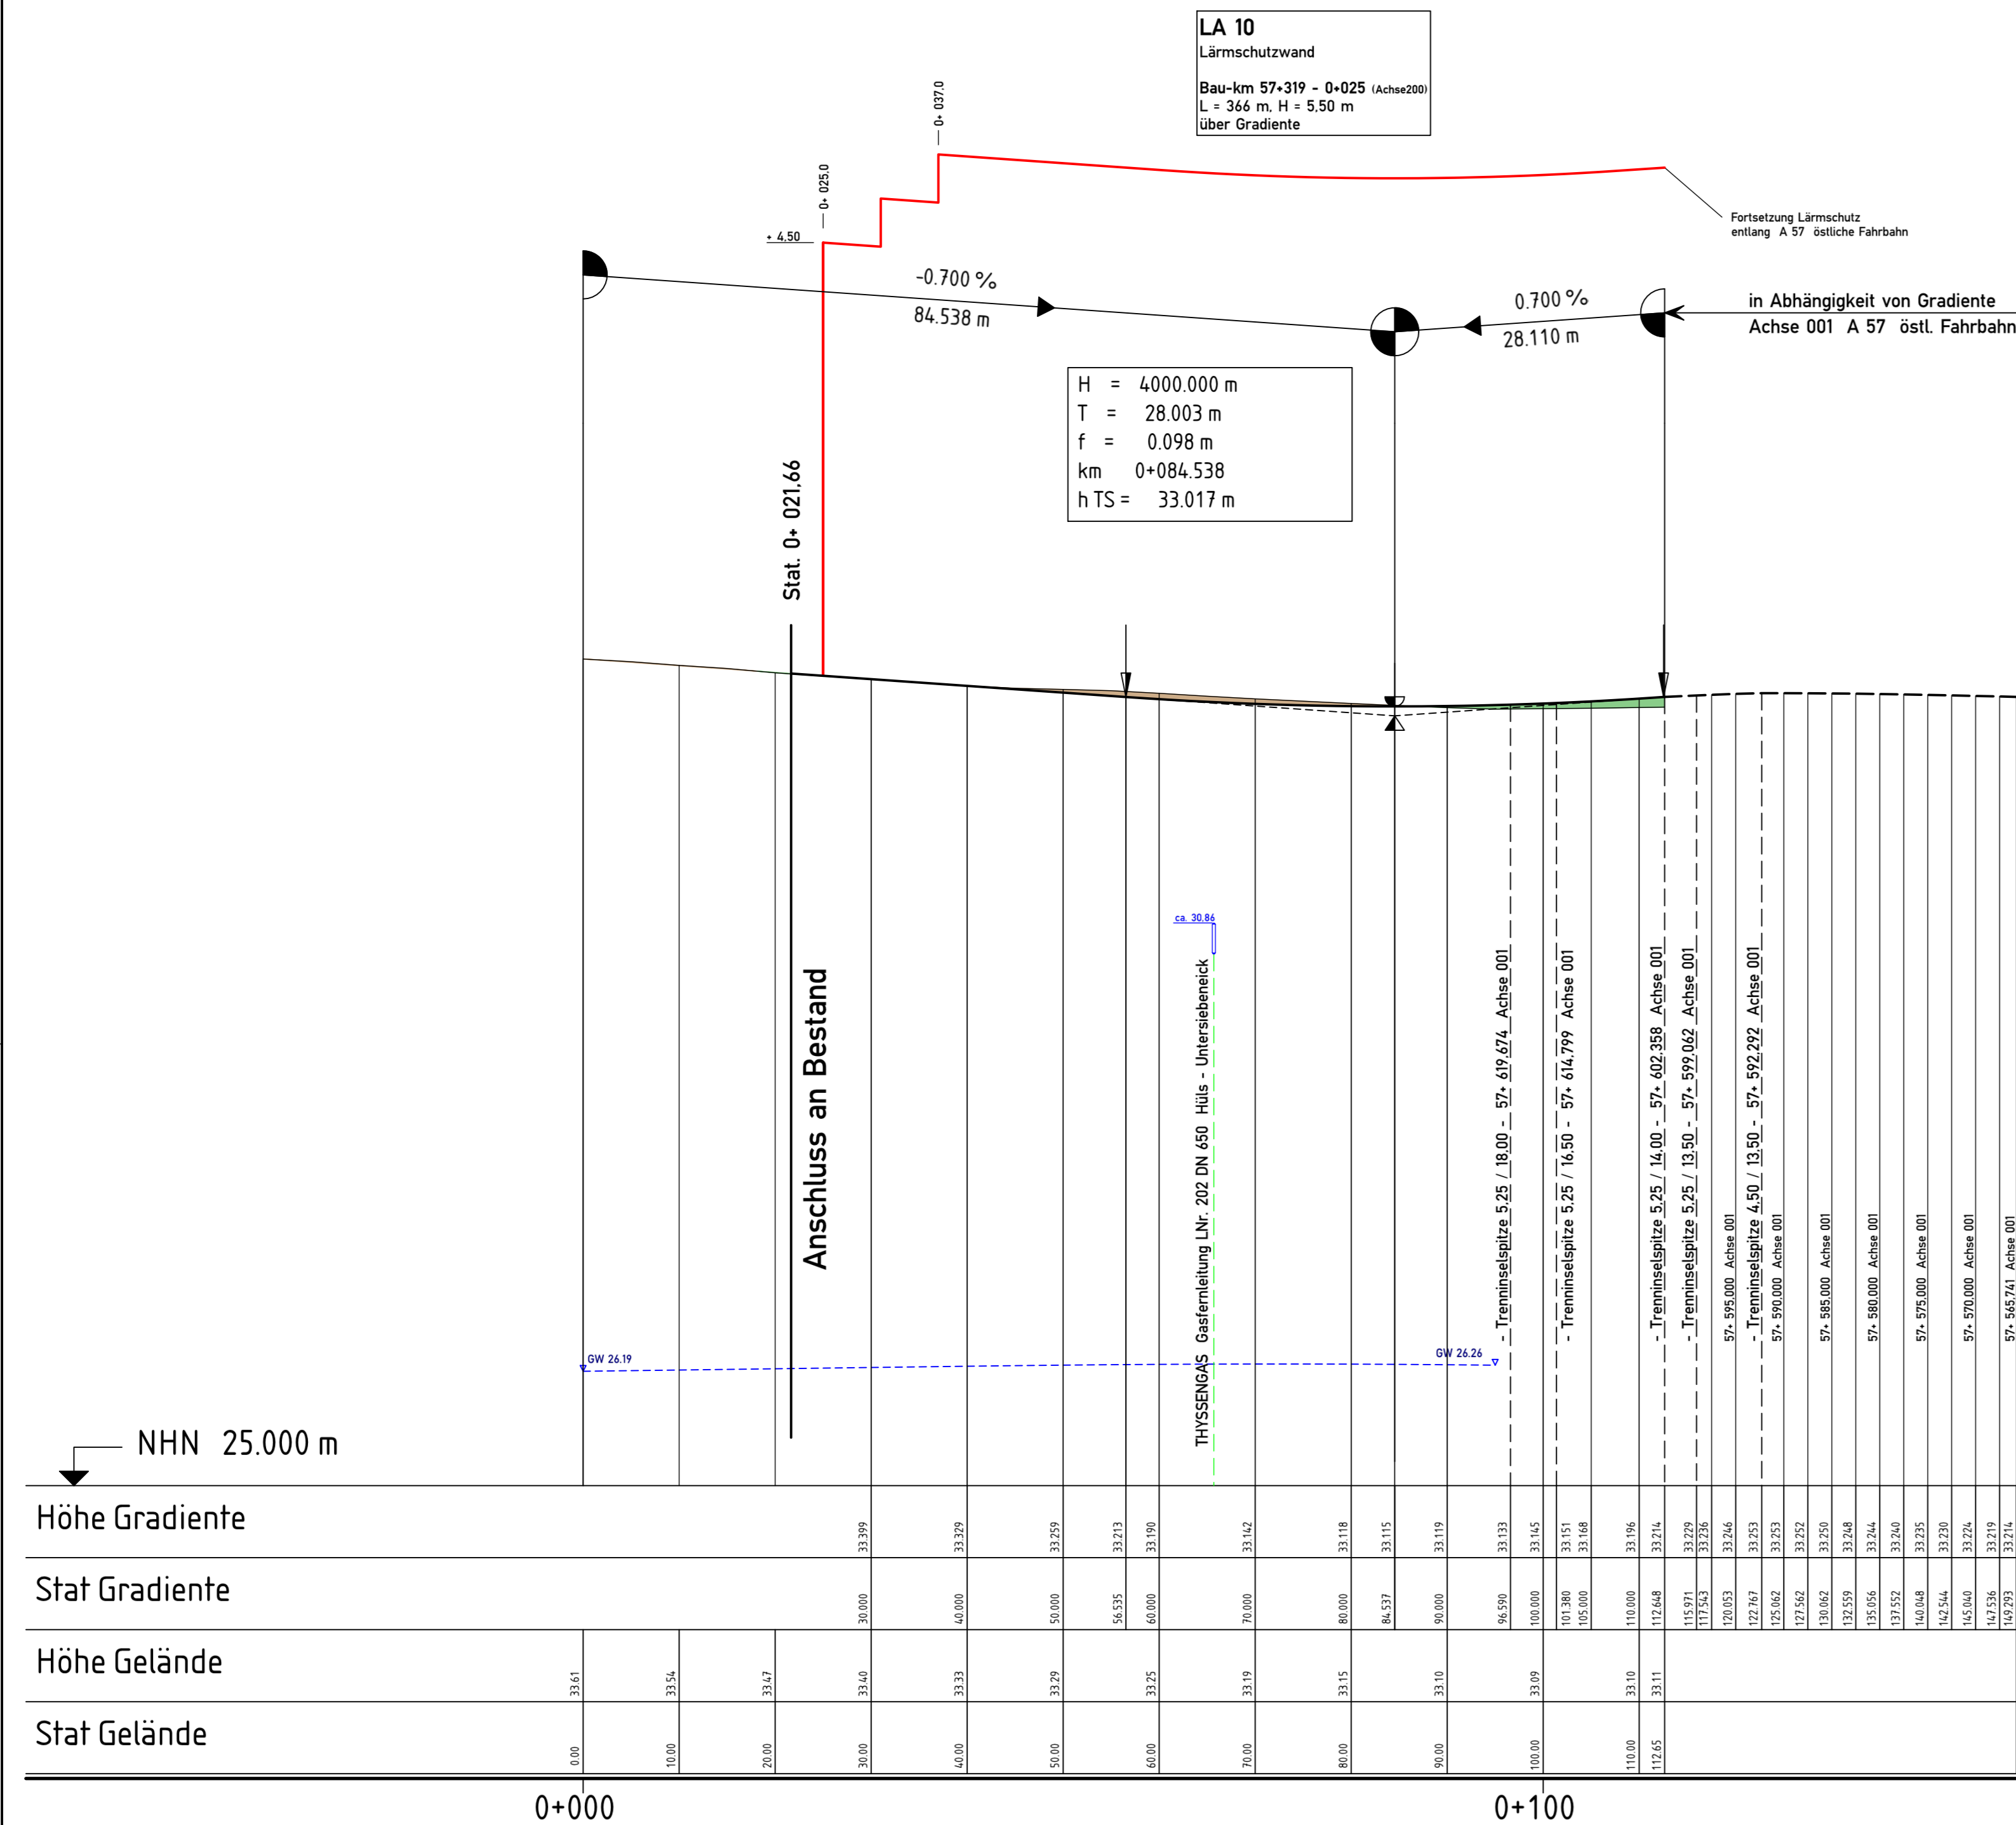 LA 10
Lärmschutzwand
Bau-km 57+319 - 0+025 (Achse200)
L = 366 m, H = 5,50 m
über Gradiente
0+ 037.0
0+ 025.0
+ 4,50
Fortsetzung Lärmschutz
entlang A 57 östliche Fahrbahn
-0.700 %
84.538 m
0.700 %
28.110 m
in Abhängigkeit von Gradiente
Achse 001 A 57 östl. Fahrbahn
H = 4000.000 m
T = 28.003 m
f = 0.098 m
km 0+084.538
h TS = 33.017 m
Stat. 0+ 021,66
Anschluss an Bestand
ca. 30.86
THYSSENGAS Gasfernleitung LNr. 202 DN 650 Hüls - Untersiebeneick
- Trenninselspitze 5,25 / 18,00 - 57+ 619,674 Achse 001
- Trenninselspitze 5,25 / 16,50 - 57+ 614,799 Achse 001
- Trenninselspitze 5,25 / 14,00 - 57+ 602,358 Achse 001
- Trenninselspitze 5,25 / 13,50 - 57+ 599,062 Achse 001
57+ 595,000 Achse 001
- Trenninselspitze 4,50 / 13,50 - 57+ 592,292 Achse 001
57+ 590,000 Achse 001
57+ 585,000 Achse 001
57+ 580,000 Achse 001
57+ 575,000 Achse 001
57+ 570,000 Achse 001
57+ 565,741 Achse 001
GW 26.19
GW 26.26
NHN 25.000 m
Höhe Gradiente
33.399 33.329 33.259 33.213 33.190 33.142 33.118 33.115 33.119 33.133 33.145 33.151 33.168 33.196 33.214 33.229 33.236 33.246 33.253 33.253 33.252 33.250 33.248 33.244 33.240 33.235 33.230 33.224 33.219 33.214
Stat Gradiente
30.000 40.000 50.000 56.535 60.000 70.000 80.000 84.537 90.000 96.590 100.000 101.380 105.000 110.000 112.648 115.971 117.543 120.053 122.767 125.062 127.562 130.062 132.559 135.056 137.552 140.048 142.544 145.040 147.536 149.293
Höhe Gelände
33.61 33.54 33.47 33.40 33.33 33.29 33.25 33.19 33.15 33.10 33.09 33.10 33.11
Stat Gelände
0.00 10.00 20.00 30.00 40.00 50.00 60.00 70.00 80.00 90.00 100.00 110.00 112.65
0+000
0+100